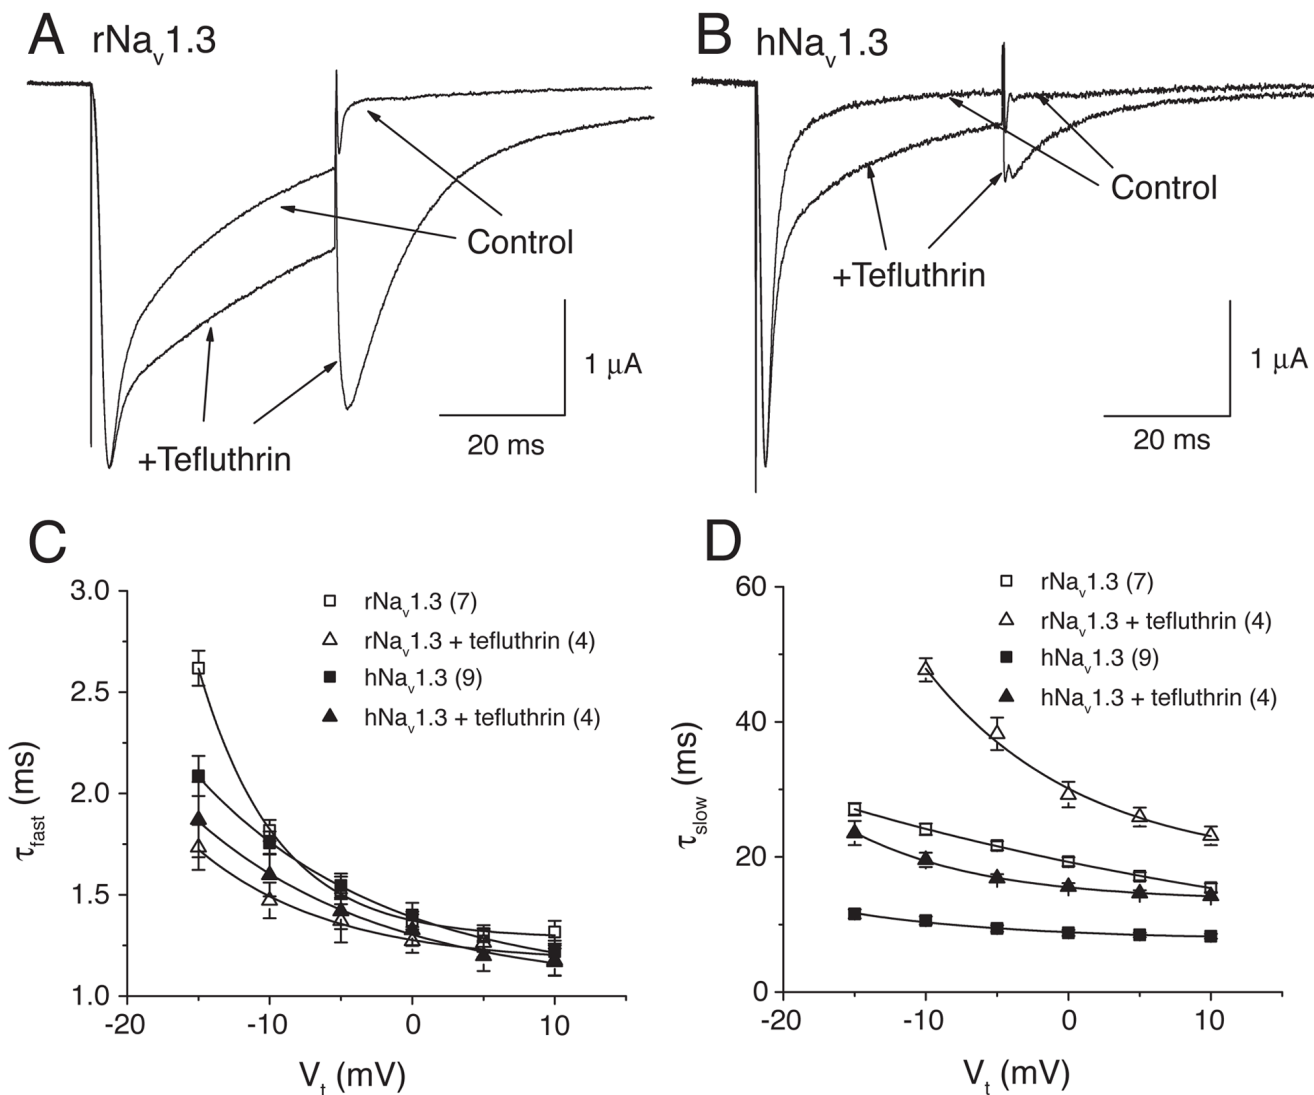 A rNaᵥ1.3
B hNaᵥ1.3
Control
+Tefluthrin
1 μA
20 ms
Control
+Tefluthrin
1 μA
20 ms
C
3.0
2.5
2.0
1.5
1.0
τfast (ms)
-20
-10
0
10
Vt (mV)
rNaᵥ1.3 (7)
rNaᵥ1.3 + tefluthrin (4)
hNaᵥ1.3 (9)
hNaᵥ1.3 + tefluthrin (4)
D
60
40
20
0
τslow (ms)
-20
-10
0
10
Vt (mV)
rNaᵥ1.3 (7)
rNaᵥ1.3 + tefluthrin (4)
hNaᵥ1.3 (9)
hNaᵥ1.3 + tefluthrin (4)